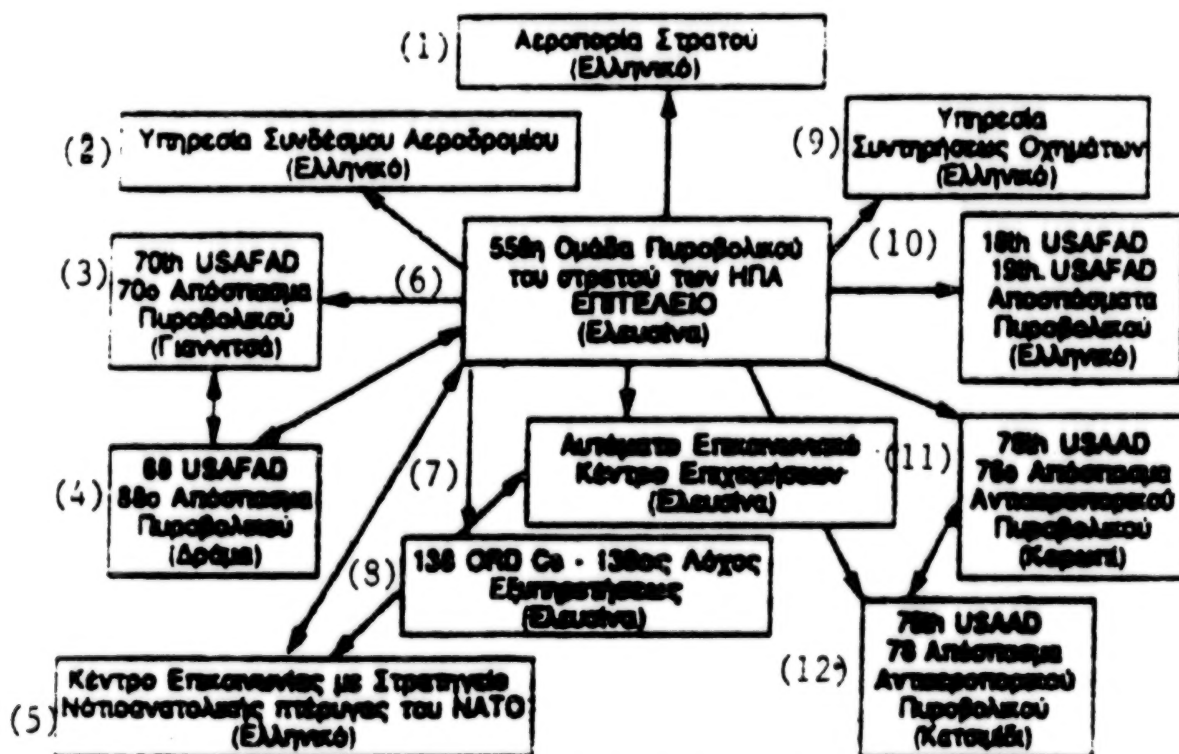 (1)
Αεροπορία Στρατού
(Ελληνικό)
(2)
Υπηρεσία Συνδέσμου Αεροδρομίου
(Ελληνικό)
(9)
Υπηρεσία
Συντηρήσεως Οχημάτων
(Ελληνικό)
(3)
70th USAFAD
70ο Απόσπασμα
Πυροβολικού
(Γιαννιτσά)
(6)
558η Ομάδα Πυροβολικού
του στρατού των ΗΠΑ
ΕΠΙΤΕΛΕΙΟ
(Ελευσίνα)
(10)
18th USAFAD
19th. USAFAD
Αποσπάσματα
Πυροβολικού
(Ελληνικό)
(4)
88 USAFAD
88ο Απόσπασμα
Πυροβολικού
(Δράμα)
(7)
Αυτόματο Επικοινωνιακό
Κέντρο Επιχειρήσεων
(Ελευσίνα)
(11)
USAAD
Απόσπασμα
Αντιαεροπορικού
Πυροβολικού
(8)
138 ORD Co - 138ος Λόχος
Εξυπηρετήσεως
(Ελευσίνα)
(5)
Κέντρο Επικοινωνίας με Στρατηγείο
Νότιοανατολικής πτέρυγας του ΝΑΤΟ
(Ελληνικό)
(12)
USAAD
Απόσπασμα
Αντιαεροπορικού
Πυροβολικού
(Κατσιμίδι)